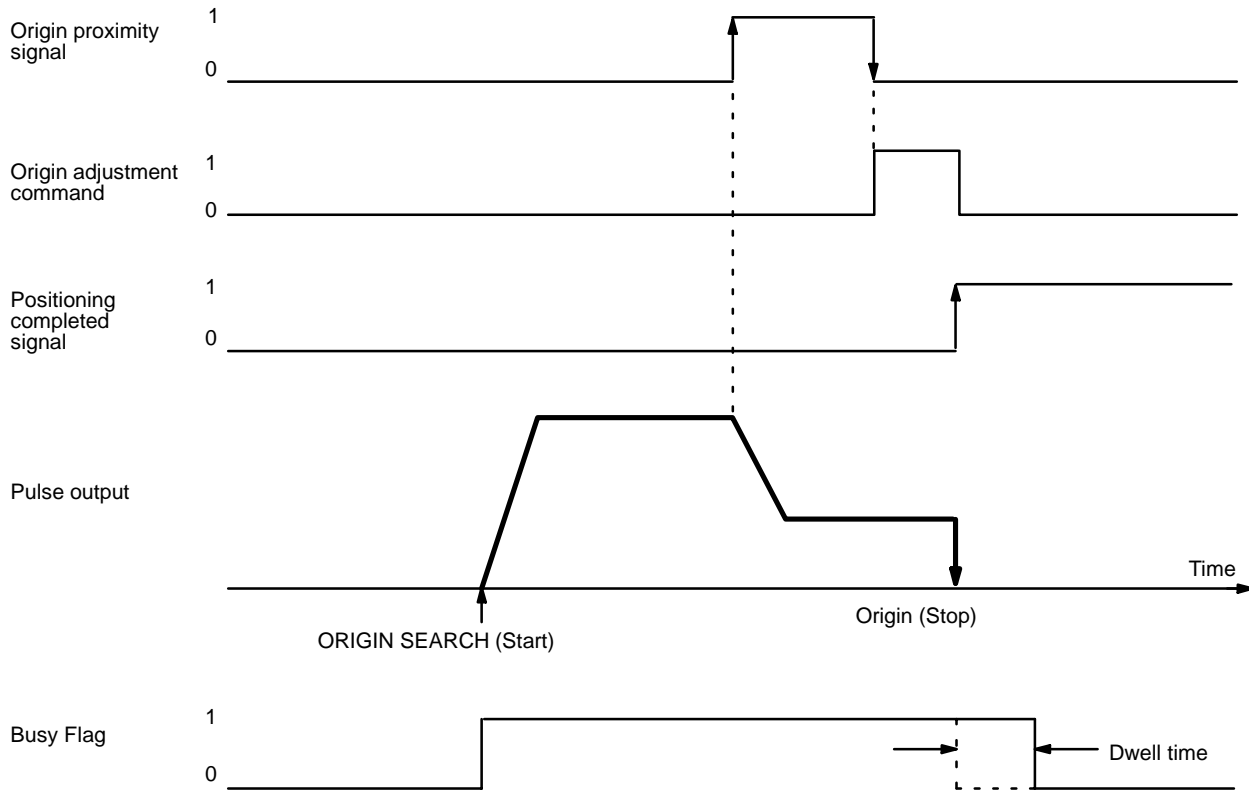 Origin proximity
signal
1
0
Origin adjustment
command
1
0
Positioning
completed
signal
1
0
Pulse output
Time
Origin (Stop)
ORIGIN SEARCH (Start)
Busy Flag
1
0
Dwell time